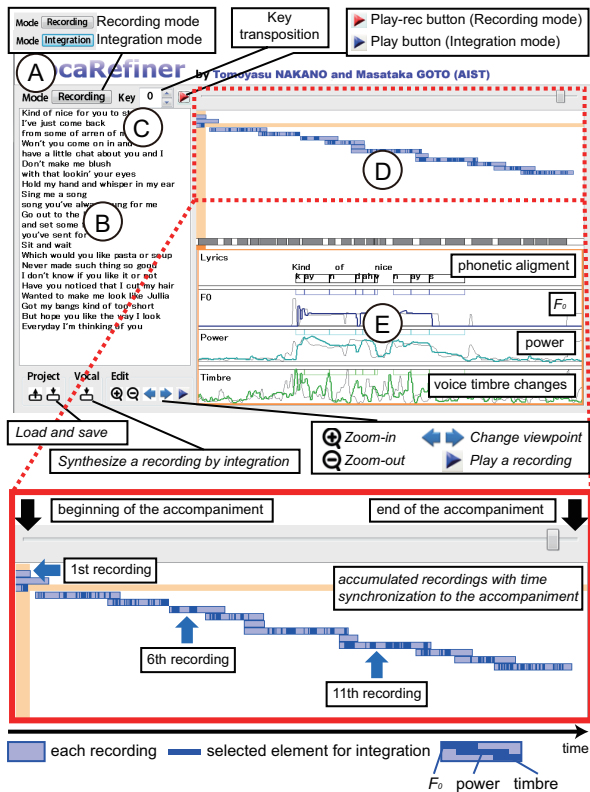 Mode Recording Recording mode
Mode Integration Integration mode
Key
transposition
Play-rec button (Recording mode)
Play button (Integration mode)
A
ocaRefiner by Tomoyasu NAKANO and Masataka GOTO (AIST)
Mode Recording Key 0
Kind of nice for you to st
I've just come back
from some of arren of m
Won't you come on in and
have a little chat about you and I
Don't make me blush
with that lookin' your eyes
Hold my hand and whisper in my ear
Sing me a song
song you've alwa ung for me
Go out to the
and set some
you've sent for
Sit and wait
Which would you like pasta or soup
Never made such thing so good
I don't know if you like it or not
Have you noticed that I cut my hair
Wanted to make me look like Jullia
Got my bangs kind of too short
But hope you like the way I look
Everyday I'm thinking of you
C
B
D
Lyrics
Kind of nice
k ay n d ah v n ay s
phonetic aligment
F0
F₀
E
Power
power
Timbre
voice timbre changes
Project Vocal Edit
Load and save
Synthesize a recording by integration
Zoom-in Change viewpoint
Zoom-out Play a recording
beginning of the accompaniment
end of the accompaniment
1st recording
accumulated recordings with time
synchronization to the accompaniment
6th recording
11th recording
time
each recording selected element for integration
F₀ power timbre